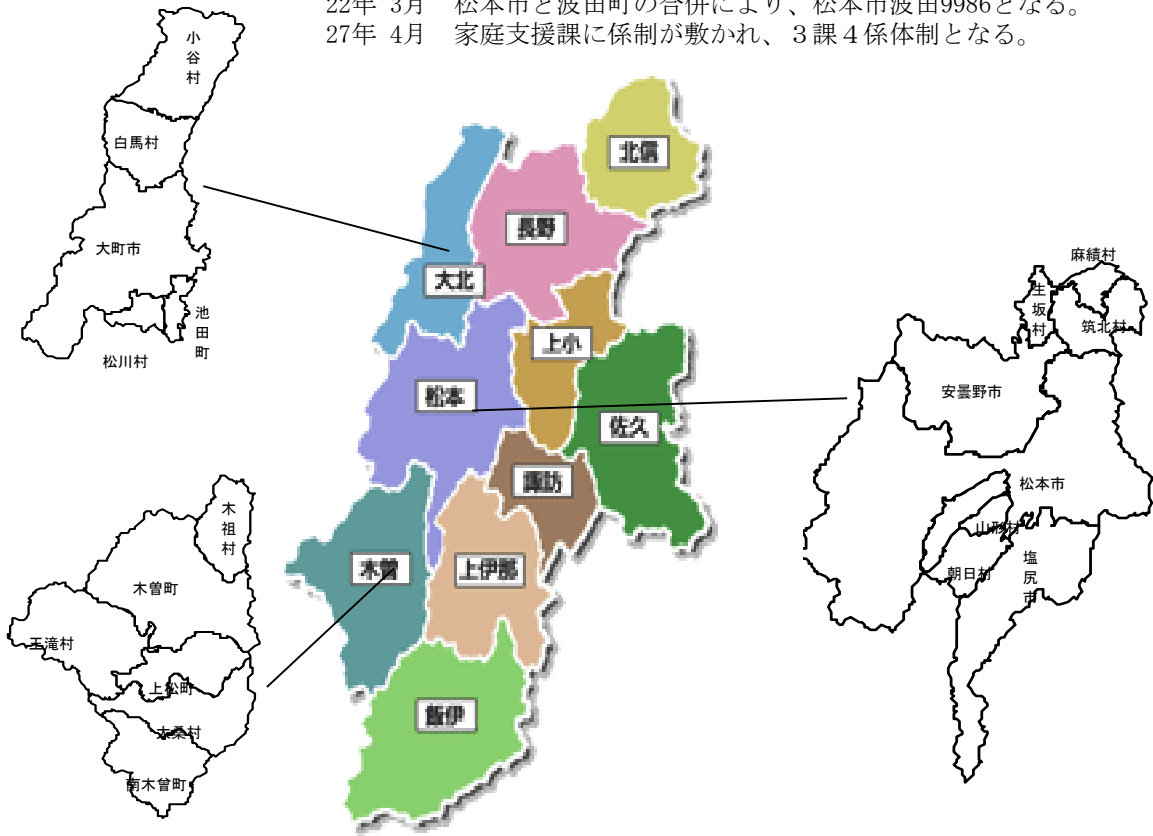 22年 3月　松本市と波田町の合併により、松本市波田9986となる。
27年 4月　家庭支援課に係制が敷かれ、３課４係体制となる。
小谷村
白馬村
大町市
池田町
松川村
北信
長野
大北
上小
松本
佐久
諏訪
木曽
上伊那
飯伊
麻績村
生坂村
筑北村
安曇野市
松本市
山形村
朝日村
塩尻市
木祖村
木曽町
王滝村
上松町
大桑村
南木曽町